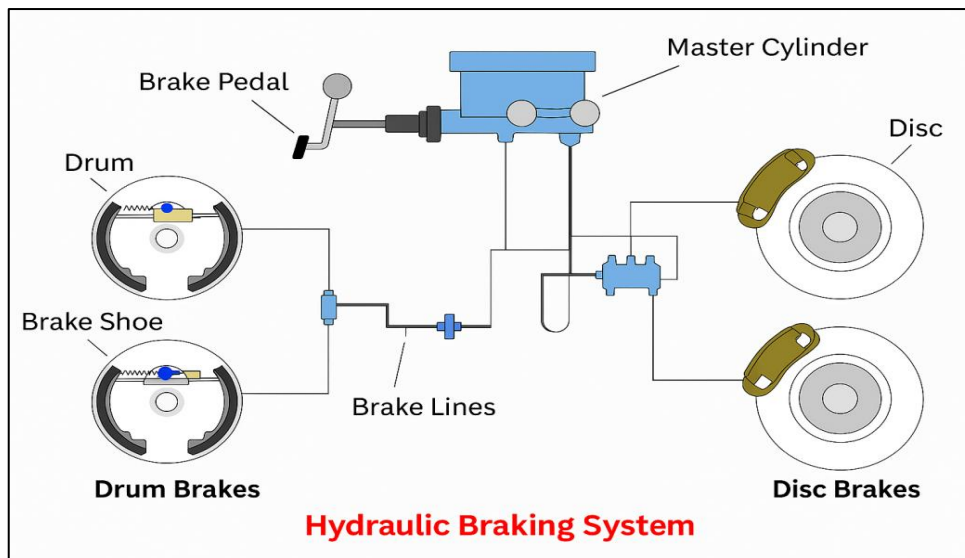 Master Cylinder
Brake Pedal
Disc
Drum
Brake Shoe
Brake Lines
Drum Brakes
Disc Brakes
Hydraulic Braking System